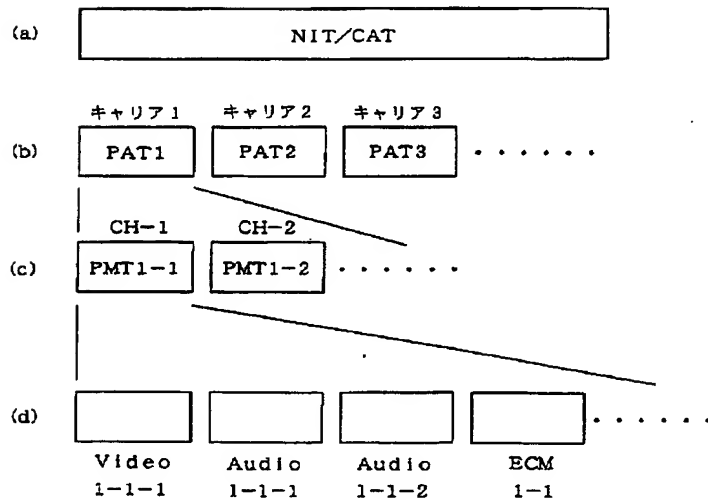 (a) NIT/CAT
キャリア1 キャリア2 キャリア3
(b) PAT1 PAT2 PAT3 ······
CH-1 CH-2
(c) PMT1-1 PMT1-2 ······
(d) ······
Video Audio Audio ECM
1-1-1 1-1-1 1-1-2 1-1